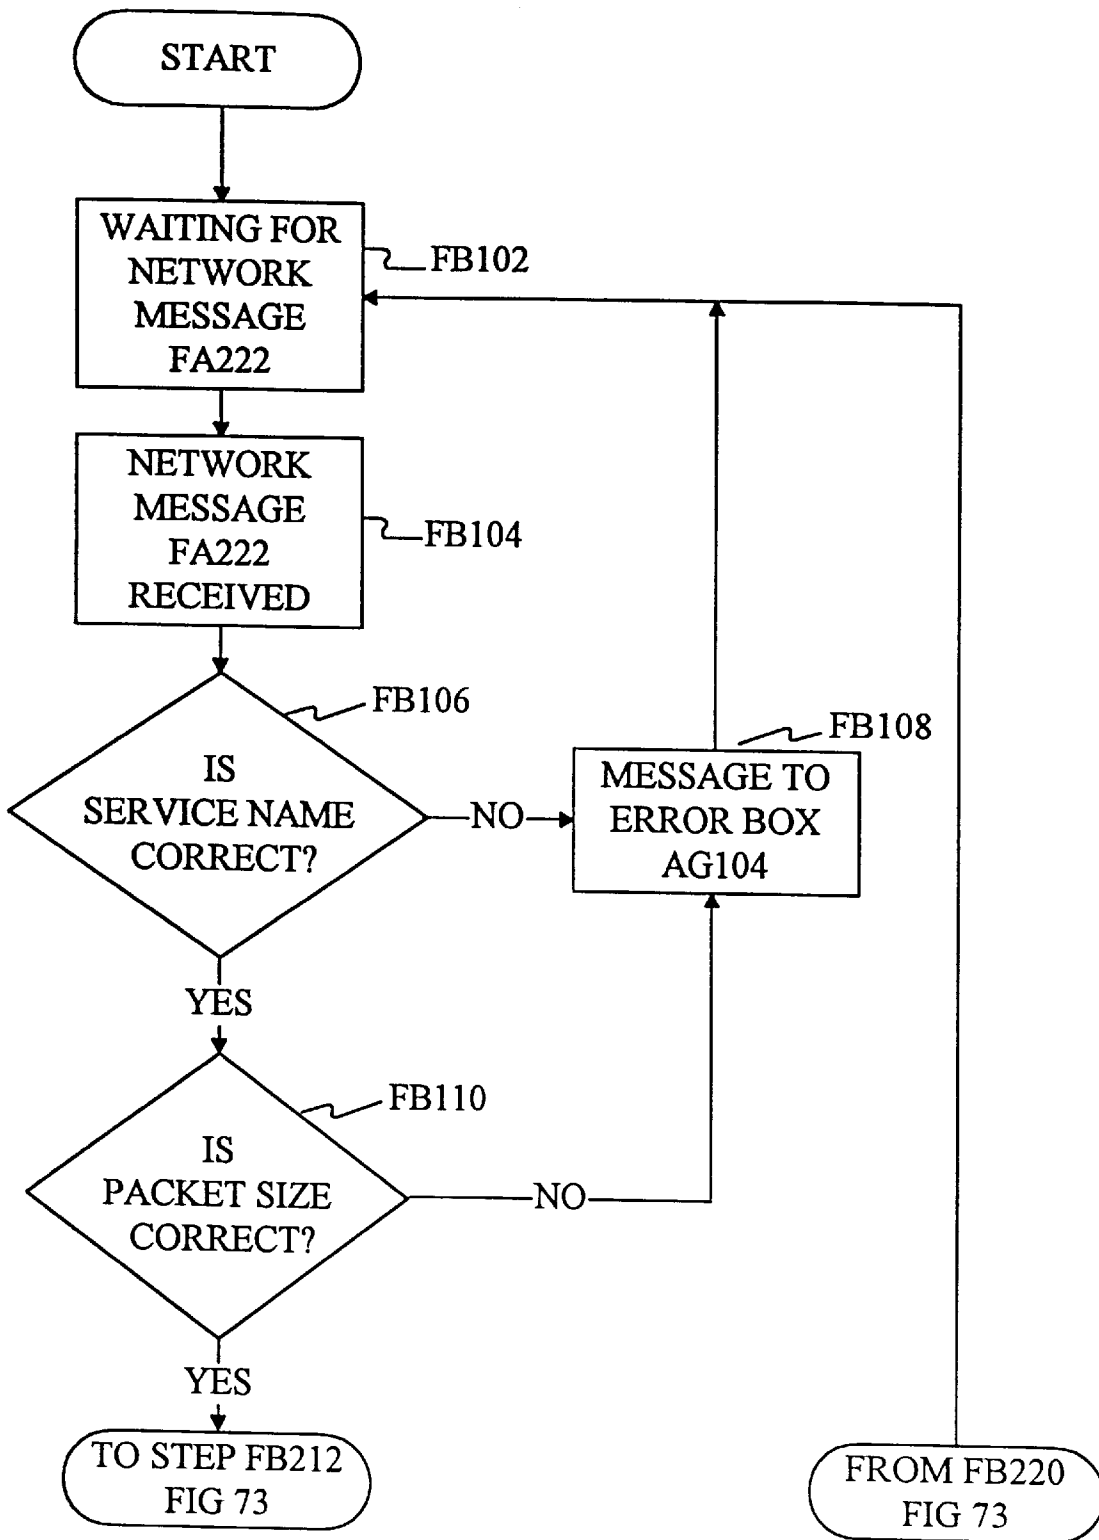 START
WAITING FOR
NETWORK
MESSAGE
FA222
FB102
NETWORK
MESSAGE
FA222
RECEIVED
FB104
FB106
IS
SERVICE NAME
CORRECT?
NO
FB108
MESSAGE TO
ERROR BOX
AG104
YES
FB110
IS
PACKET SIZE
CORRECT?
NO
YES
TO STEP FB212
FIG 73
FROM FB220
FIG 73